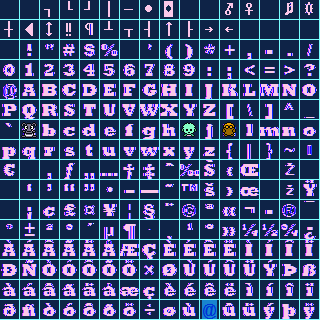 ┐ └ ┘ │ ─ • ♂ ♀ ♫ ☼
┼ ◄ ↕ ‼ ¶ ┴ ┬ ┤ ↑ ├ → ←
! " # $ % ' ( ) * + , - . /
0 1 2 3 4 5 6 7 8 9 : ; < = > ?
@ A B C D E F G H I J K L M N O
P Q R S T U V W X Y Z [ \ ] ^ _
` b c d e f g h j l m n o
p q r s t u v w x y z { | } ~
€ ‚ ƒ „ … † ‡ ˆ ‰ Š ‹ Œ Ž
‘ ’ “ ” • – — ˜ ™ š › œ ž Ÿ
¡ ¢ £ ¤ ¥ ¦ § ¨ © ª « ¬ ® ¯
° ± ² ³ ´ µ ¶ · ¸ ¹ º » ¼ ½ ¾ ¿
À Á Â Ã Ä Å Æ Ç È É Ê Ë Ì Í Î Ï
Ð Ñ Ò Ó Ô Õ Ö × Ø Ù Ú Û Ü Ý Þ ß
à á â ã ä å æ ç è é ê ë ì í î ï
ð ñ ò ó ô õ ö ÷ ø ù @ û ü ý þ ÿ